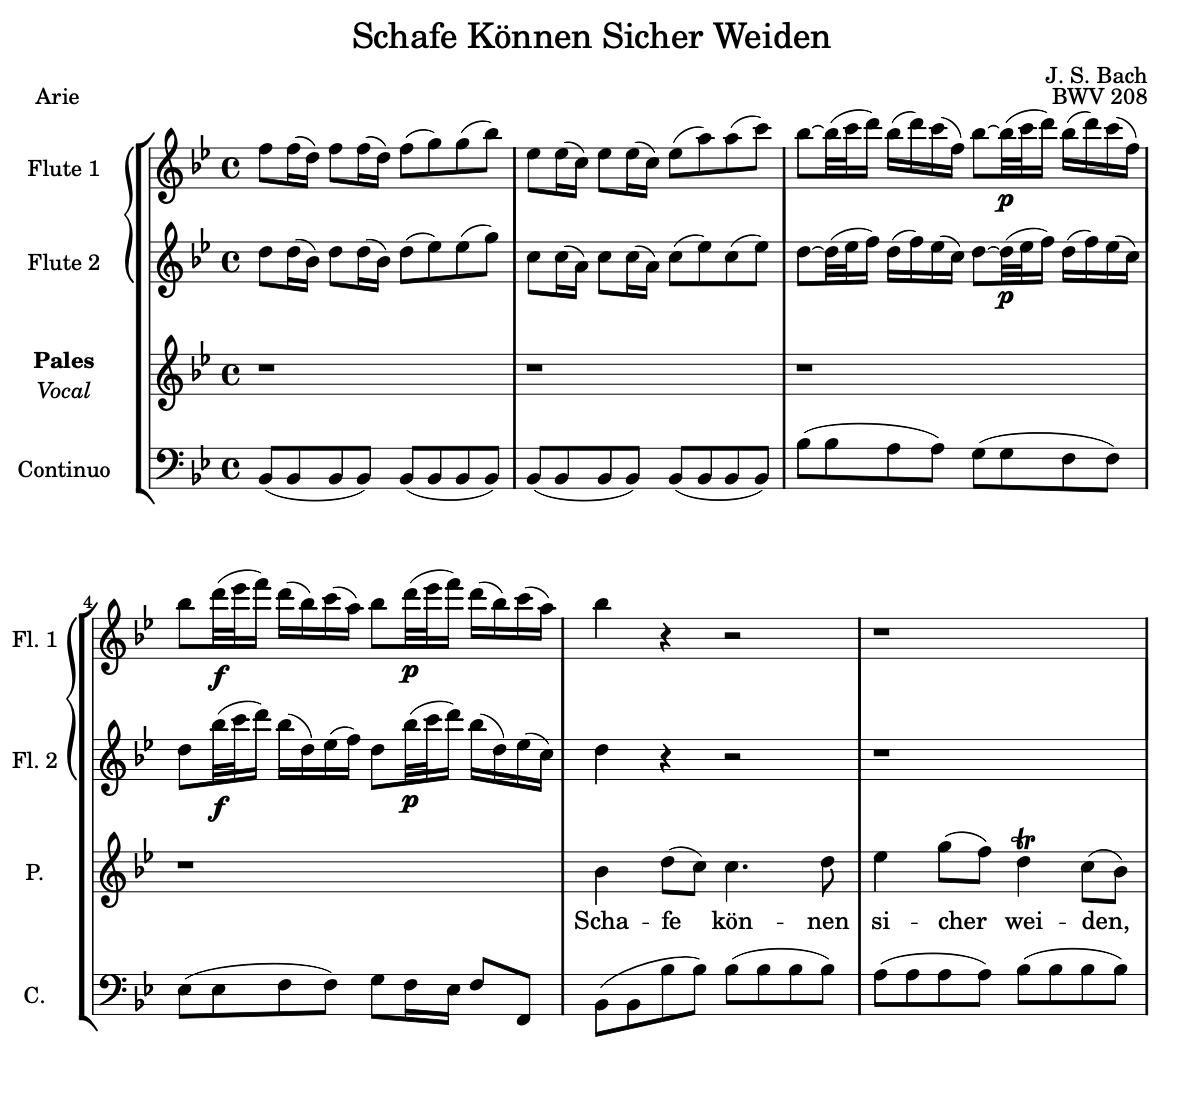 Schafe Können Sicher Weiden
J. S. Bach
Arie
BWV 208
Flute 1
p
Flute 2
p
Pales
Vocal
Continuo
4
Fl. 1
f p
Fl. 2
f p
P.
tr
Scha - fe kön - nen si - cher wei - den,
C.